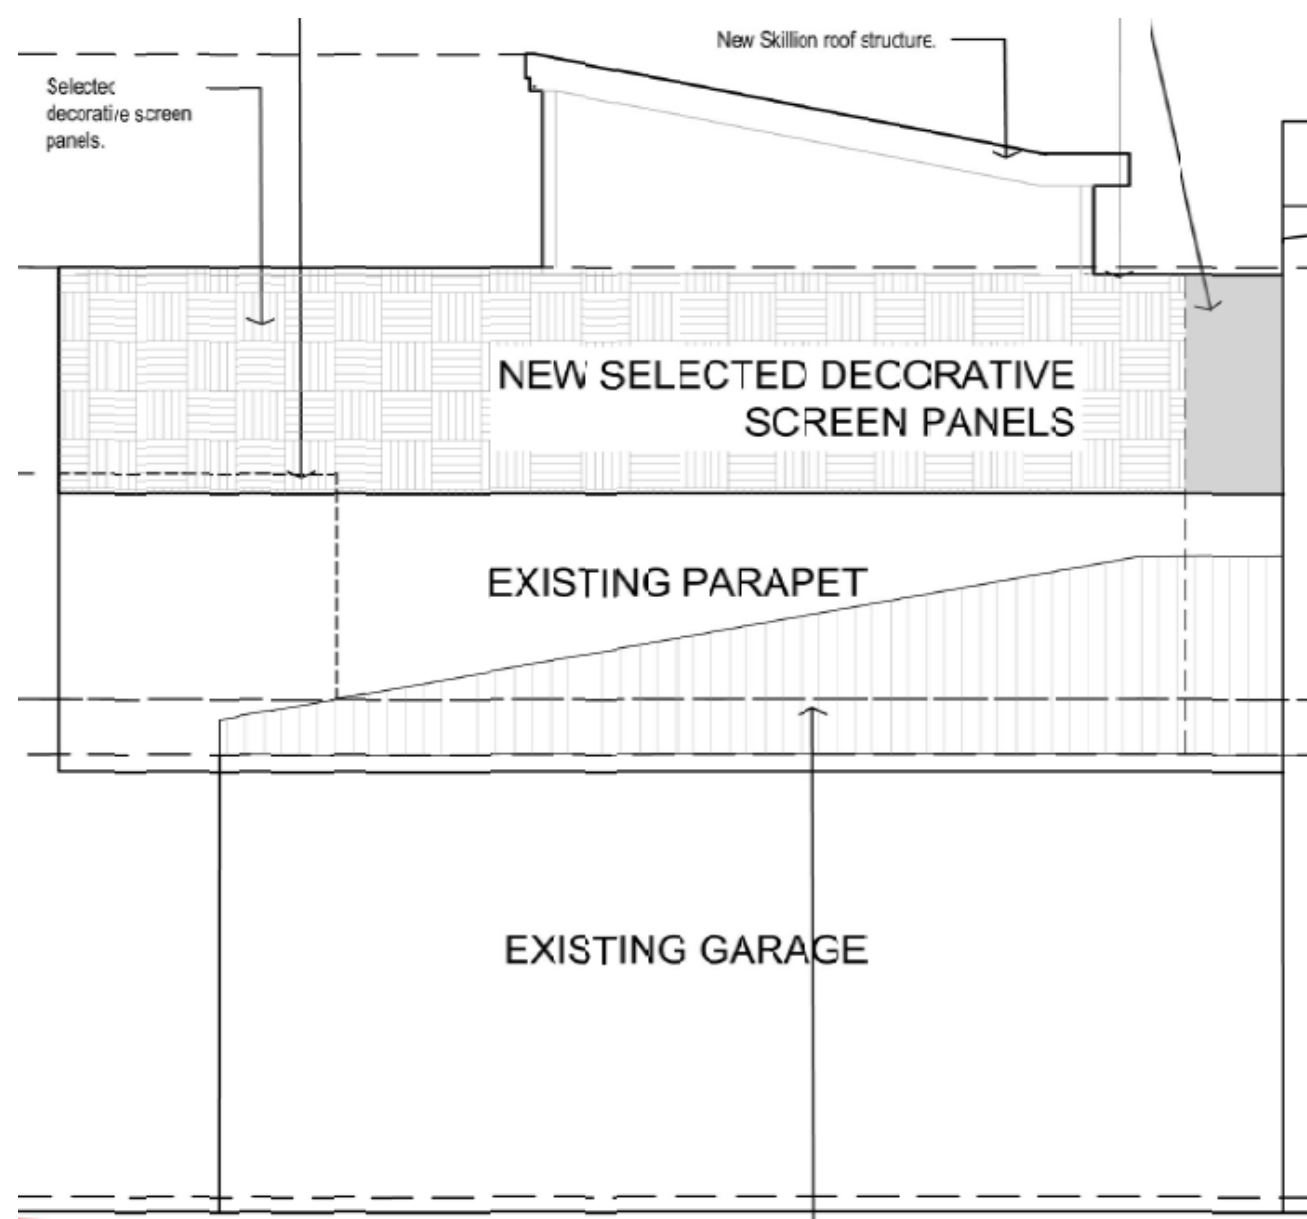 New Skillion roof structure.
Selected
decorative screen
panels.
NEW SELECTED DECORATIVE
SCREEN PANELS
EXISTING PARAPET
EXISTING GARAGE